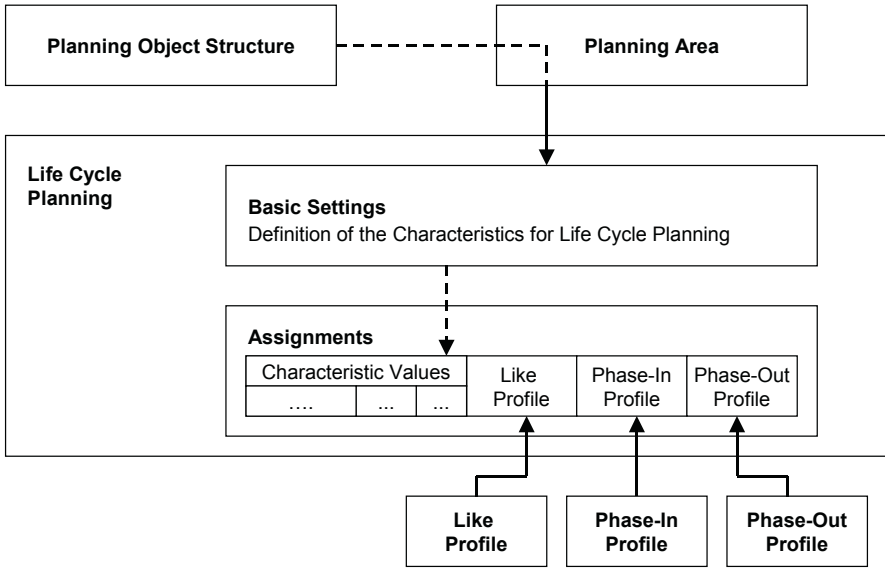 Planning Object Structure
Planning Area
Life Cycle
Planning
Basic Settings
Definition of the Characteristics for Life Cycle Planning
Assignments
Characteristic Values
....
...
...
Like
Profile
Phase-In
Profile
Phase-Out
Profile
Like
Profile
Phase-In
Profile
Phase-Out
Profile